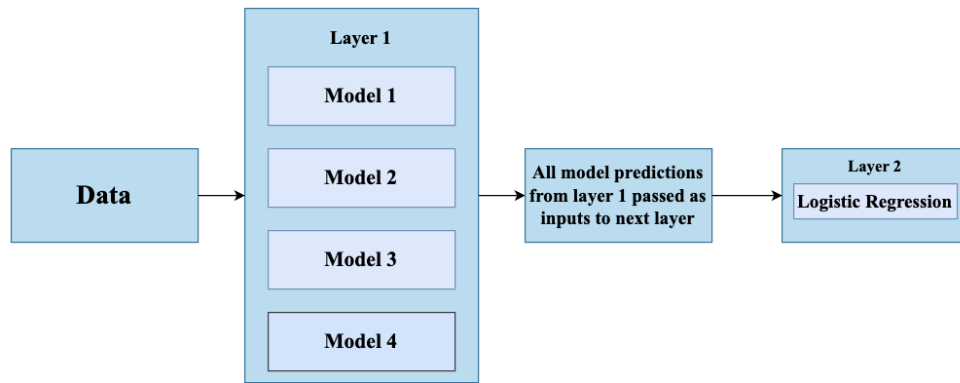 Data
Layer 1
Model 1
Model 2
Model 3
Model 4
All model predictions
from layer 1 passed as
inputs to next layer
Layer 2
Logistic Regression